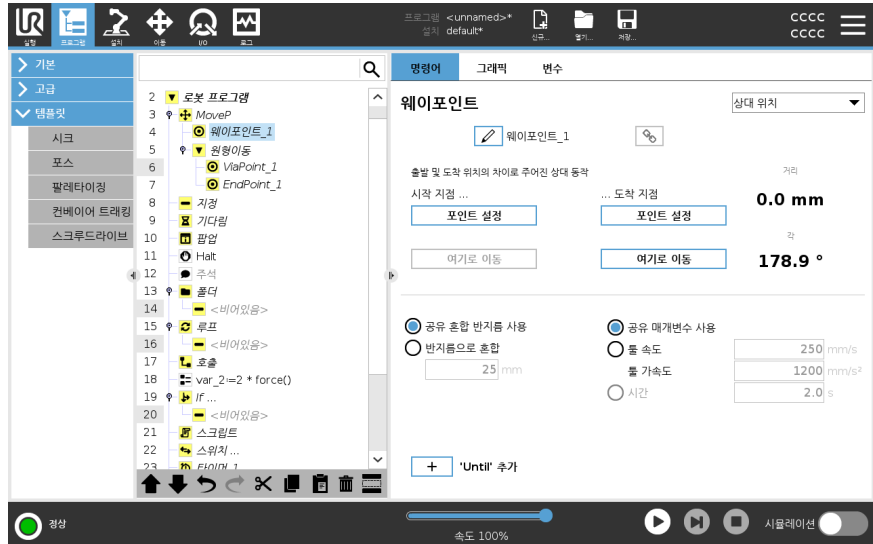 UR
실행
프로그램
설치
이동
I/O
로그
프로그램 <unnamed>*
설치 default*
신규...
열기...
저장...
CCCC
CCCC
기본
고급
템플릿
시크
포스
팔레타이징
컨베이어 트래킹
스크루드라이브
2 로봇 프로그램
3 MoveP
4 웨이포인트_1
5 원형이동
6 ViaPoint_1
7 EndPoint_1
8 지정
9 기다림
10 팝업
11 Halt
12 주석
13 폴더
14 <비어있음>
15 루프
16 <비어있음>
17 호출
18 var_2≔2 * force()
19 If ...
20 <비어있음>
21 스크립트
22 스위치 ...
23 타이머_1
명령어 그래픽 변수
웨이포인트
상대 위치
웨이포인트_1
출발 및 도착 위치의 차이로 주어진 상대 동작
거리
시작 지점 ... ... 도착 지점
0.0 mm
포인트 설정 포인트 설정
각
여기로 이동 여기로 이동
178.9 °
공유 혼합 반지름 사용 공유 매개변수 사용
반지름으로 혼합 툴 속도 250 mm/s
25 mm 툴 가속도 1200 mm/s²
시간 2.0 s
+ 'Until' 추가
정상
속도 100%
시뮬레이션